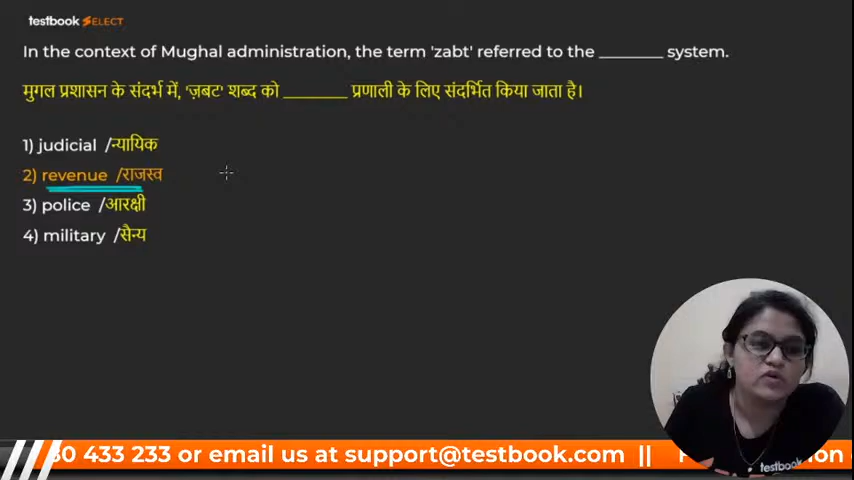 testbook SELECT
In the context of Mughal administration, the term 'zabt' referred to the ________ system.
मुगल प्रशासन के संदर्भ में, 'ज़बट' शब्द को ________ प्रणाली के लिए संदर्भित किया जाता है।
1) judicial /न्यायिक
2) revenue /राजस्व
3) police /आरक्षी
4) military /सैन्य
testbook
30 433 233 or email us at support@testbook.com ||